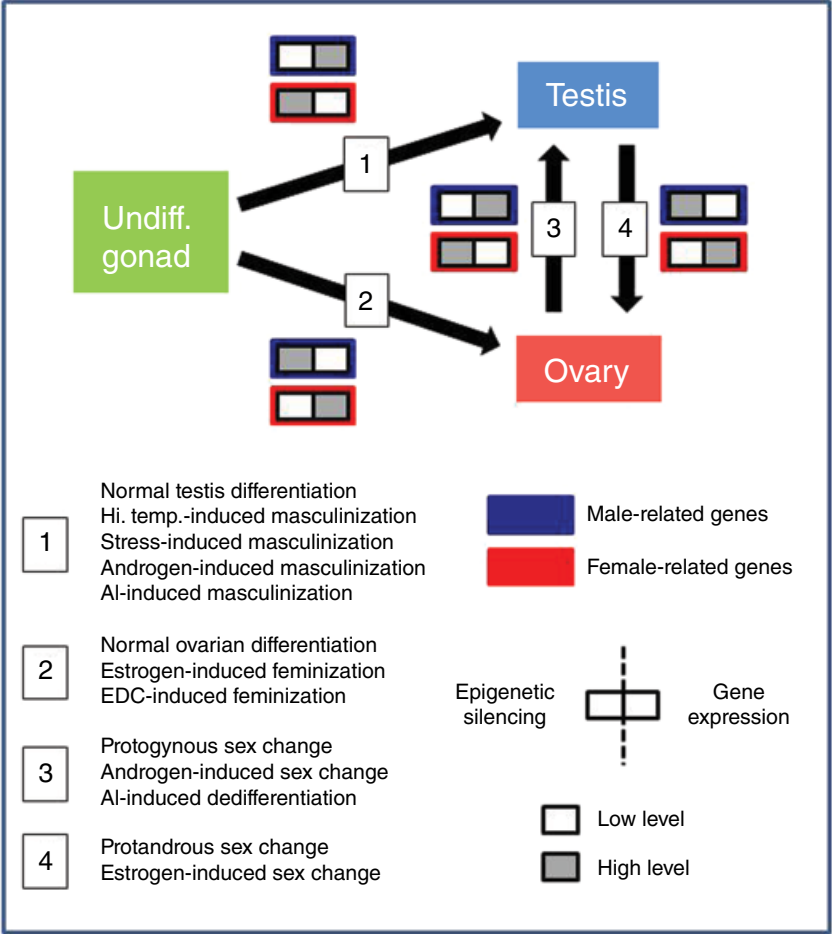 Testis
1
Undiff.
gonad
3
4
2
Ovary
1
Normal testis differentiation
Hi. temp.-induced masculinization
Stress-induced masculinization
Androgen-induced masculinization
AI-induced masculinization
Male-related genes
Female-related genes
2
Normal ovarian differentiation
Estrogen-induced feminization
EDC-induced feminization
Epigenetic
silencing
Gene
expression
3
Protogynous sex change
Androgen-induced sex change
AI-induced dedifferentiation
4
Protandrous sex change
Estrogen-induced sex change
Low level
High level